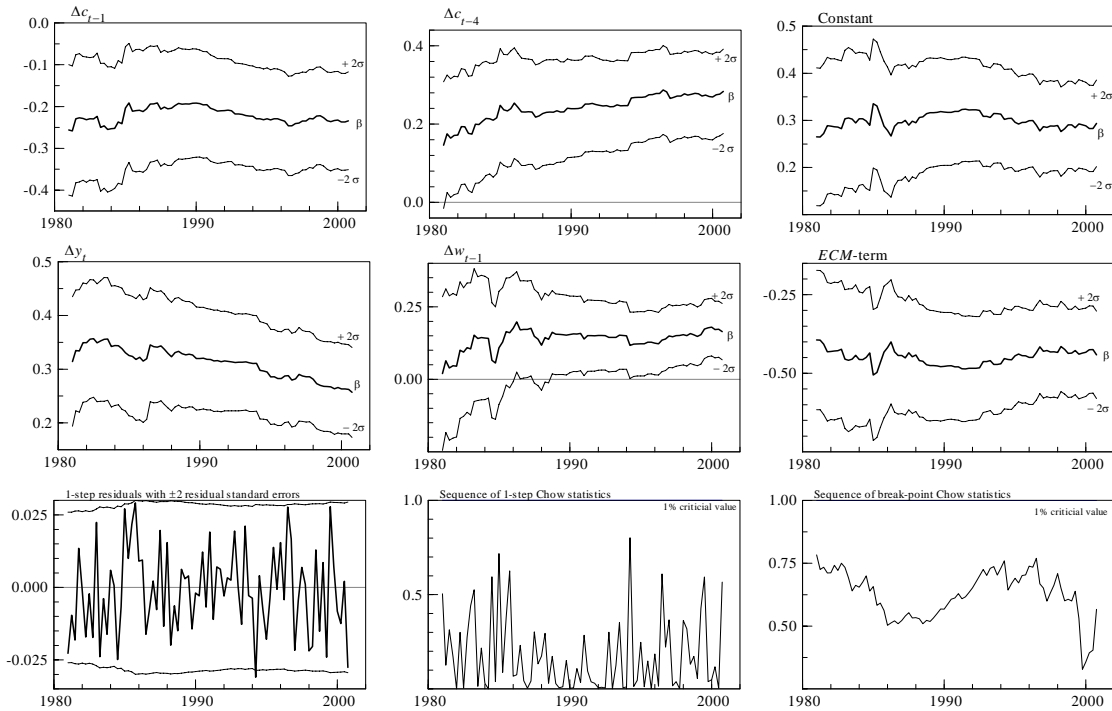 Δc_{t−1}
0.0
-0.1
-0.2
-0.3
-0.4
+ 2σ
β
−2 σ
1980 1990 2000
Δc_{t−4}
0.4
0.2
0.0
+ 2σ
β
−2 σ
1980 1990 2000
Constant
0.5
0.4
0.3
0.2
+ 2σ
β
−2 σ
1980 1990 2000
Δy_t
0.5
0.4
0.3
0.2
+ 2σ
β
− 2σ
1980 1990 2000
Δw_{t−1}
0.25
0.00
+ 2σ
β
− 2σ
1980 1990 2000
ECM-term
-0.25
-0.50
+ 2σ
β
− 2σ
1980 1990 2000
1-step residuals with ±2 residual standard errors
0.025
0.000
-0.025
1980 1990 2000
Sequence of 1-step Chow statistics
1.0
1% criticial value
0.5
1980 1990 2000
Sequence of break-point Chow statistics
1.00
1% criticial value
0.50
1980 1990 2000